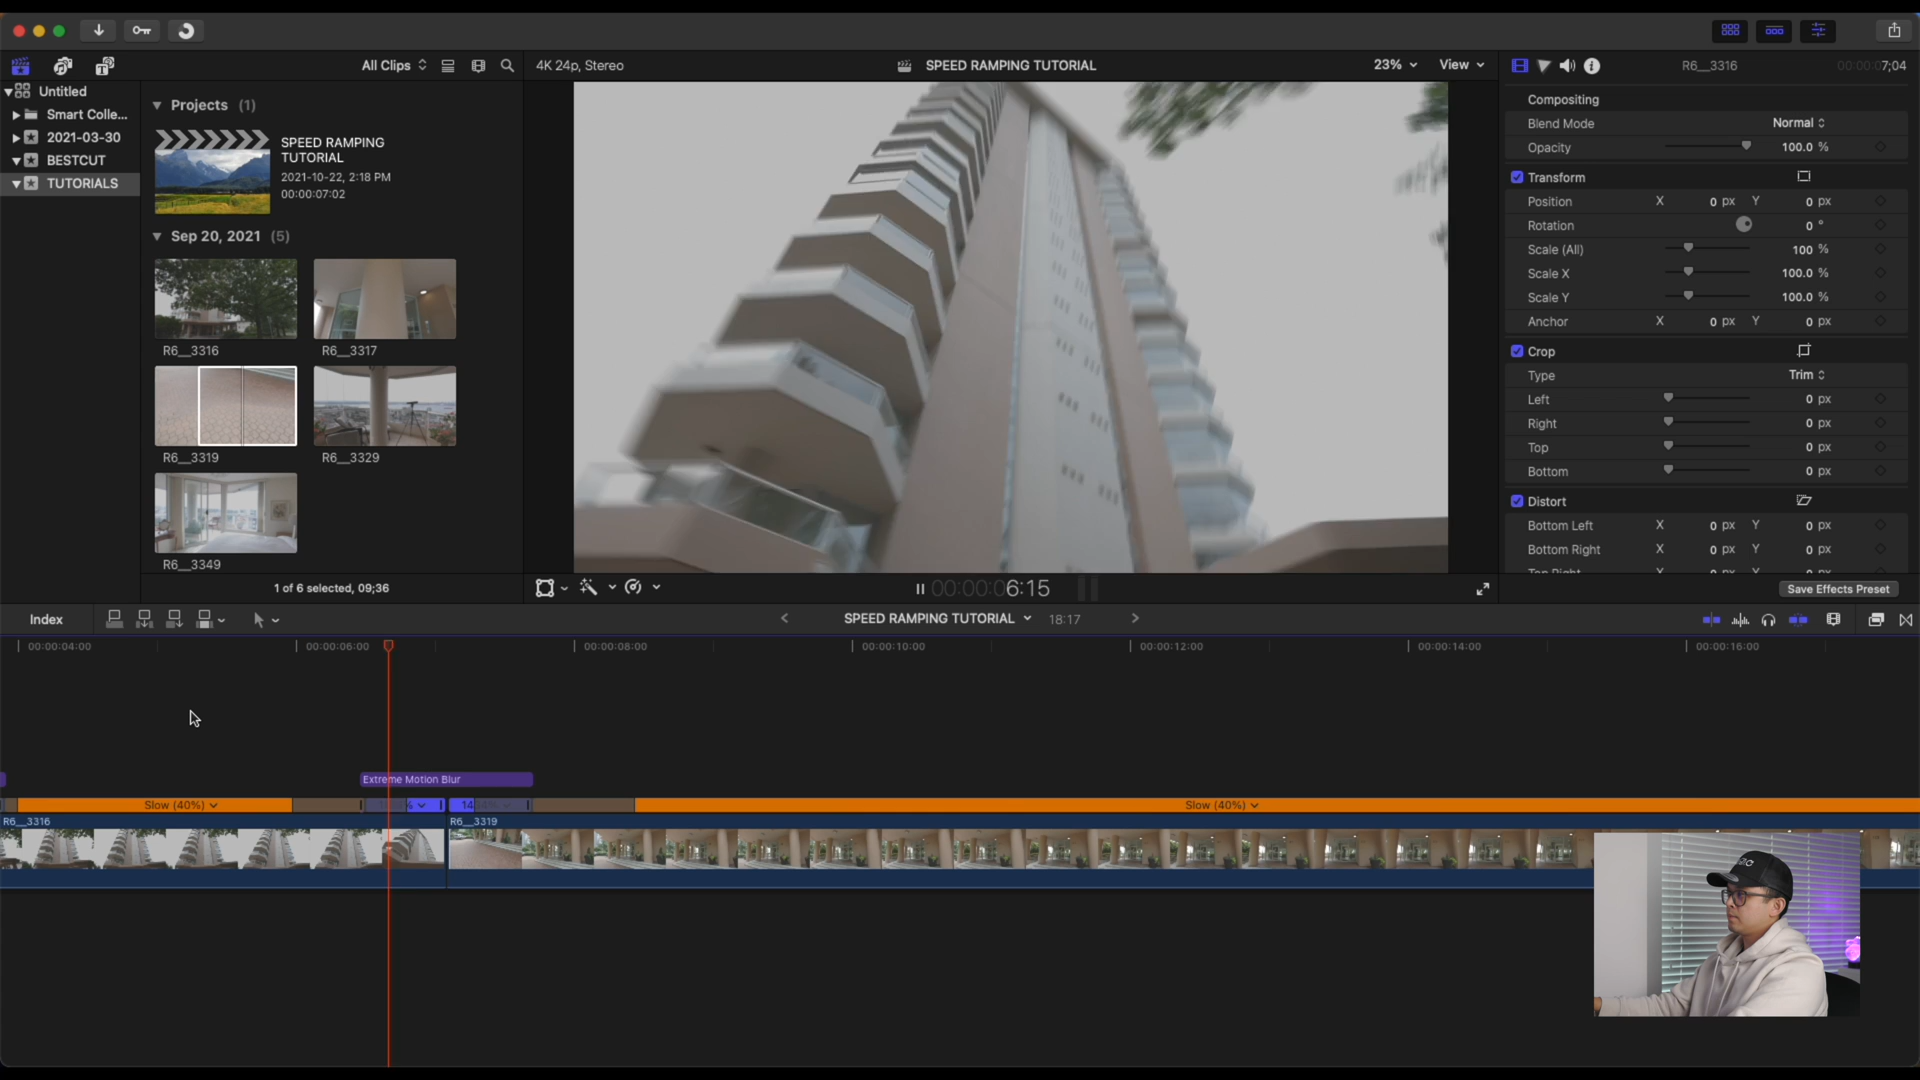 All Clips
4K 24p, Stereo
SPEED RAMPING TUTORIAL
23%
View
R6__3316
00:00:07;04
Untitled
Smart Colle...
2021-03-30
BESTCUT
TUTORIALS
Projects (1)
SPEED RAMPING
TUTORIAL
2021-10-22, 2:18 PM
00:00:07:02
Sep 20, 2021 (5)
R6__3316
R6__3317
R6__3319
R6__3329
R6__3349
1 of 6 selected, 09;36
00:00:06:15
Compositing
Blend Mode Normal
Opacity 100.0 %
Transform
Position X 0 px Y 0 px
Rotation 0 °
Scale (All) 100 %
Scale X 100.0 %
Scale Y 100.0 %
Anchor X 0 px Y 0 px
Crop
Type Trim
Left 0 px
Right 0 px
Top 0 px
Bottom 0 px
Distort
Bottom Left X 0 px Y 0 px
Bottom Right X 0 px Y 0 px
Top Right
Save Effects Preset
Index
SPEED RAMPING TUTORIAL 18:17
00:00:04:00
00:00:06:00
00:00:08:00
00:00:10:00
00:00:12:00
00:00:14:00
00:00:16:00
Extreme Motion Blur
Slow (40%)
Slow (40%)
R6__3316
R6__3319